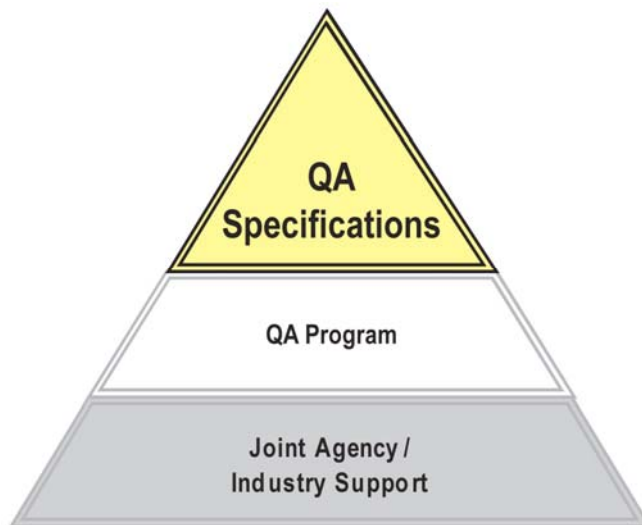 QA
Specifications
QA Program
Joint Agency /
Industry Support